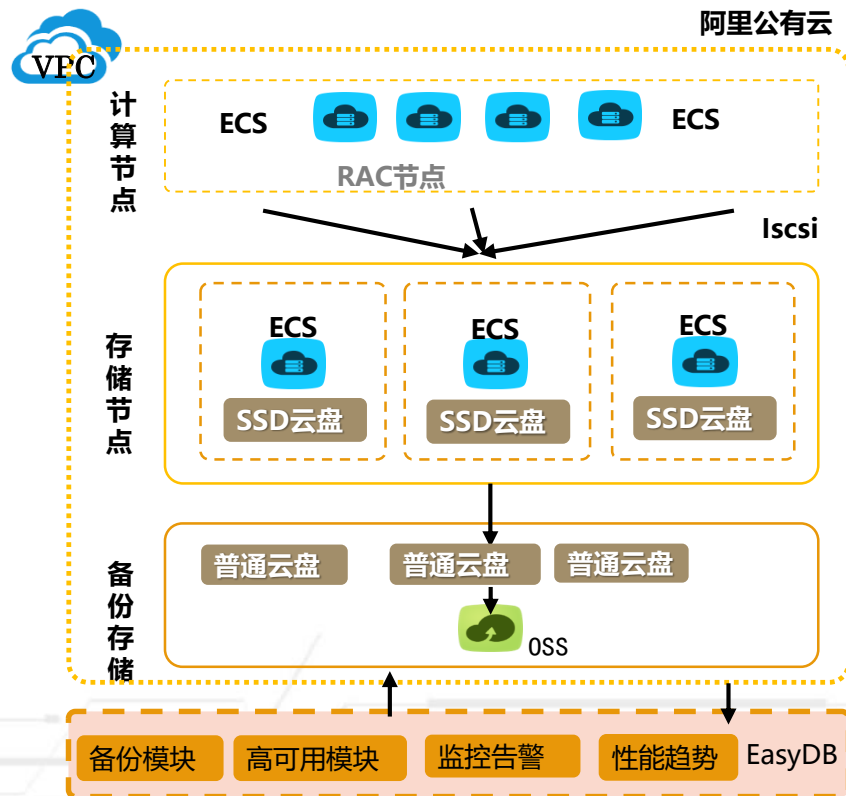 阿里公有云
VPC
计算节点
ECS
ECS
RAC节点
Iscsi
存储节点
ECS
ECS
ECS
SSD云盘
SSD云盘
SSD云盘
备份存储
普通云盘
普通云盘
普通云盘
OSS
备份模块
高可用模块
监控告警
性能趋势
EasyDB